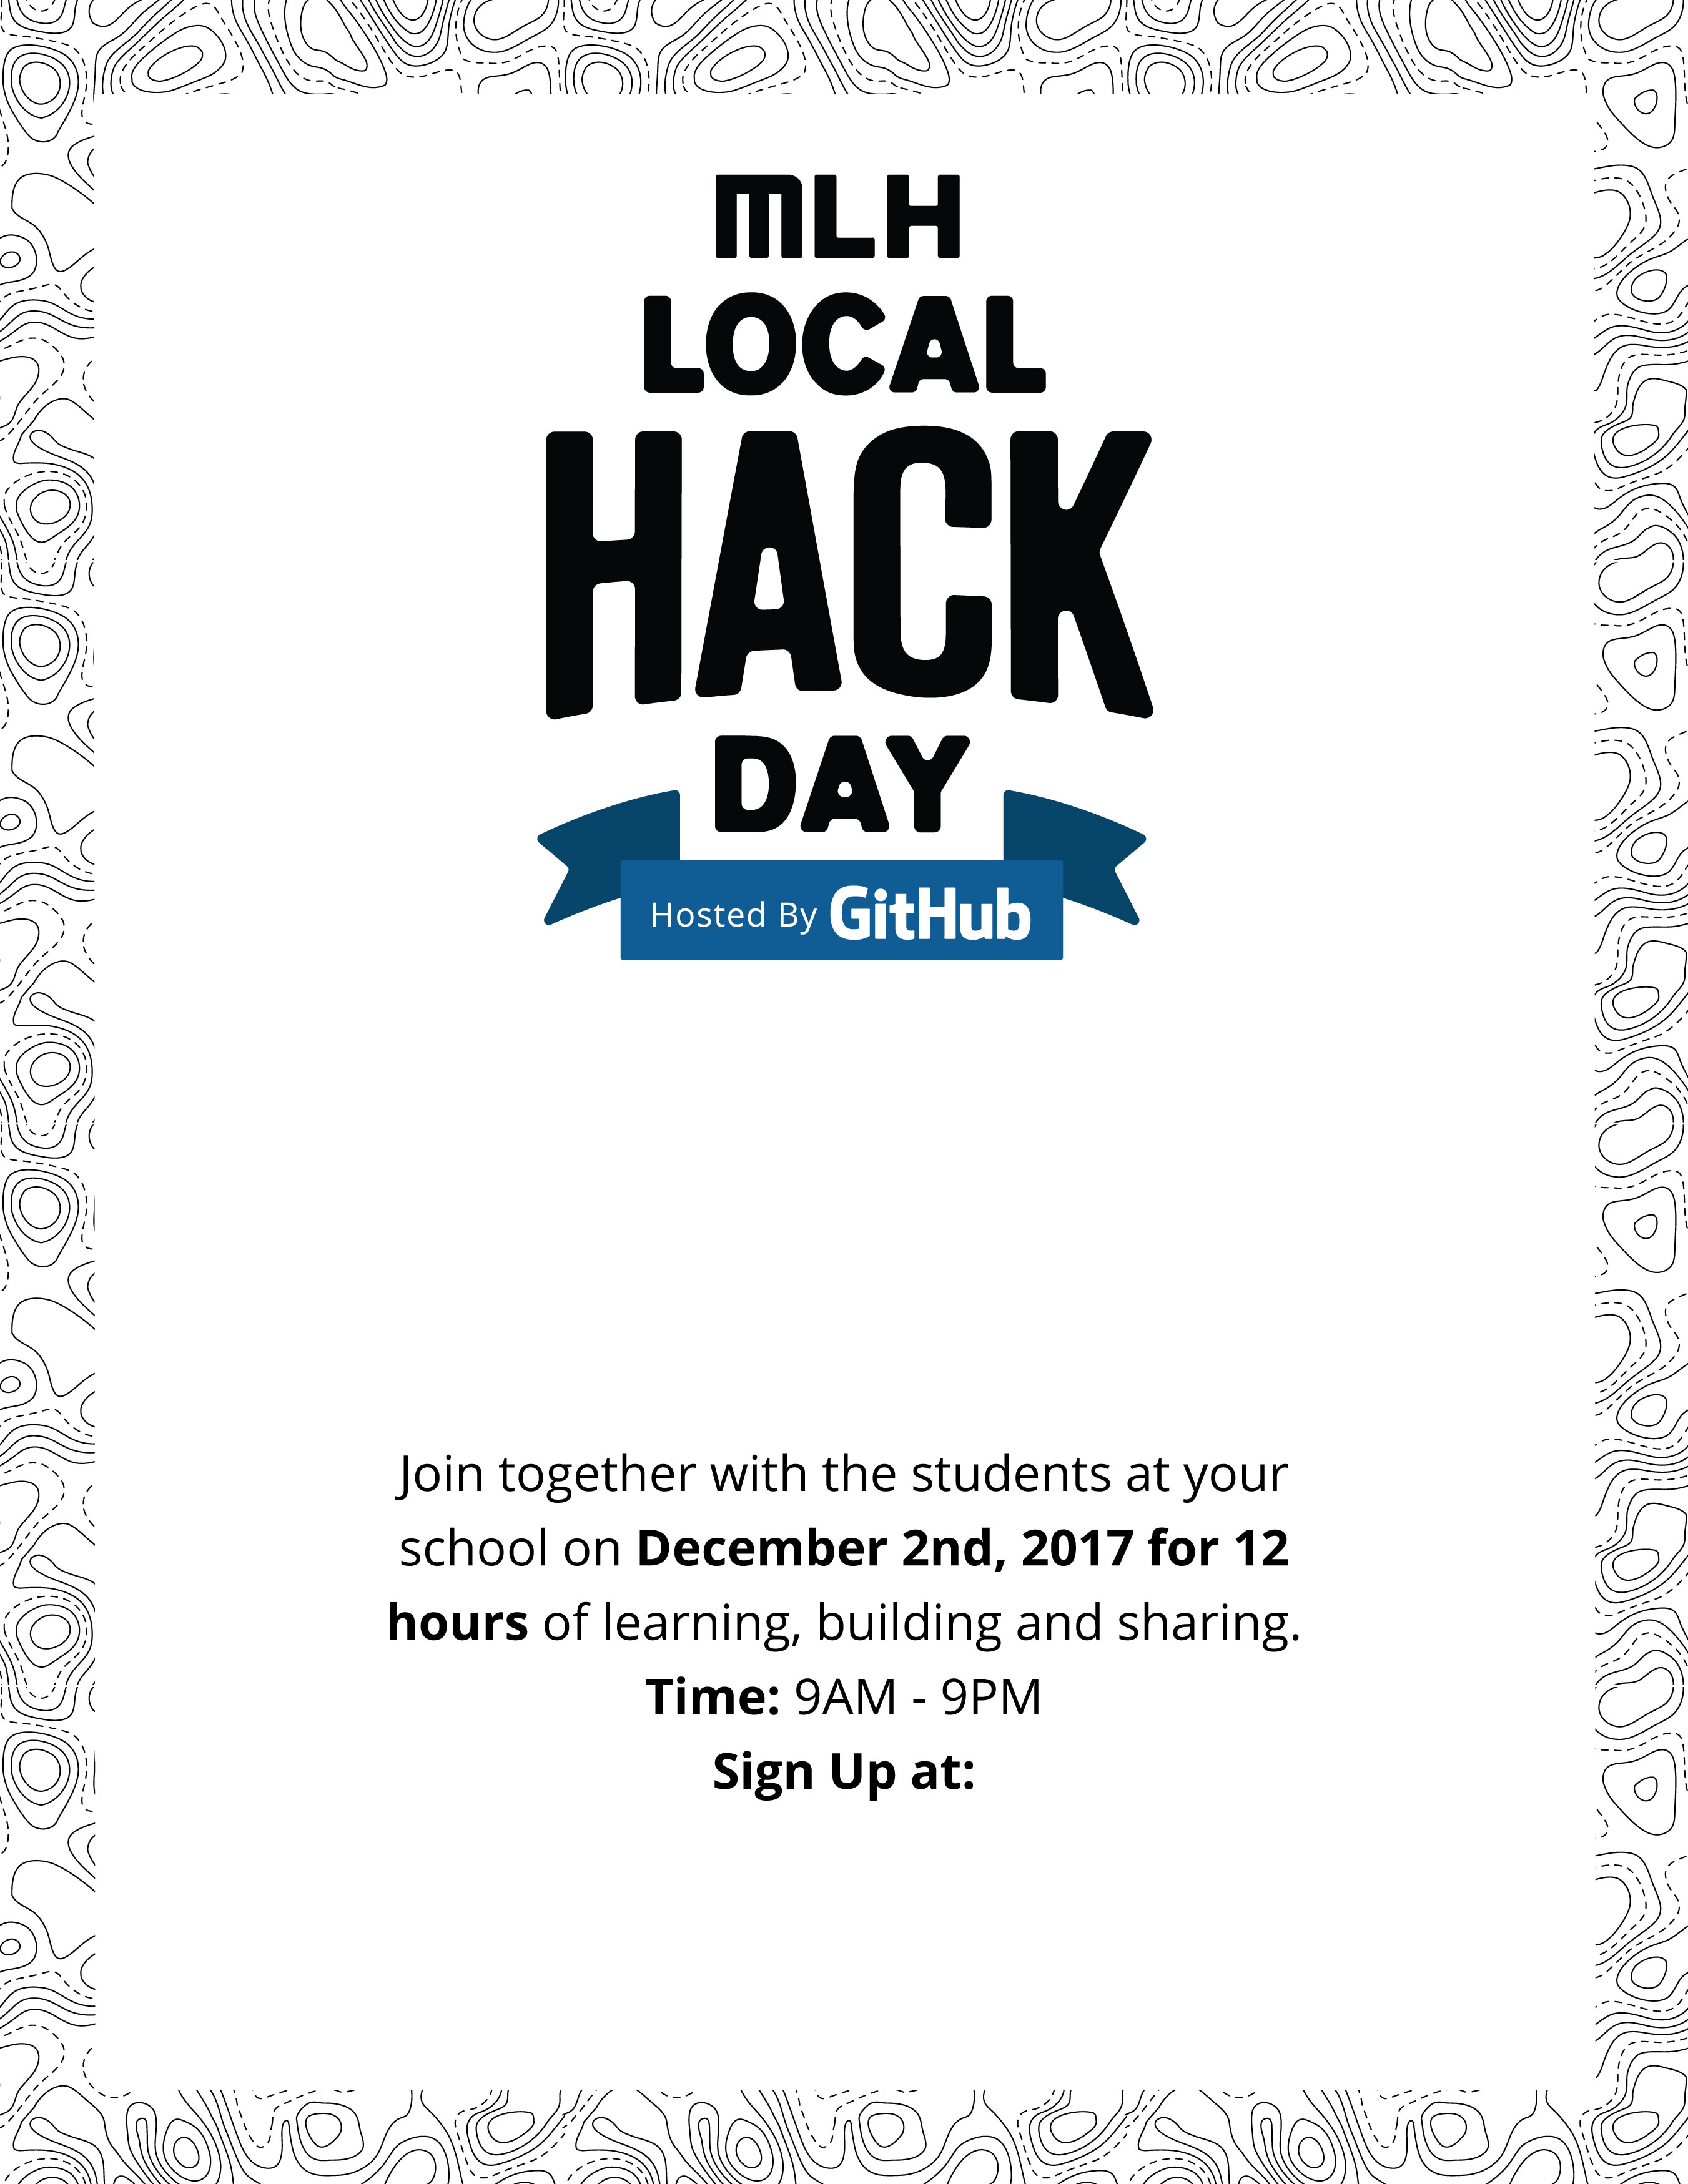 MLH
LOCAL
HACK
DAY
Hosted By GitHub
Join together with the students at your
school on December 2nd, 2017 for 12
hours of learning, building and sharing.
Time: 9AM - 9PM
Sign Up at: